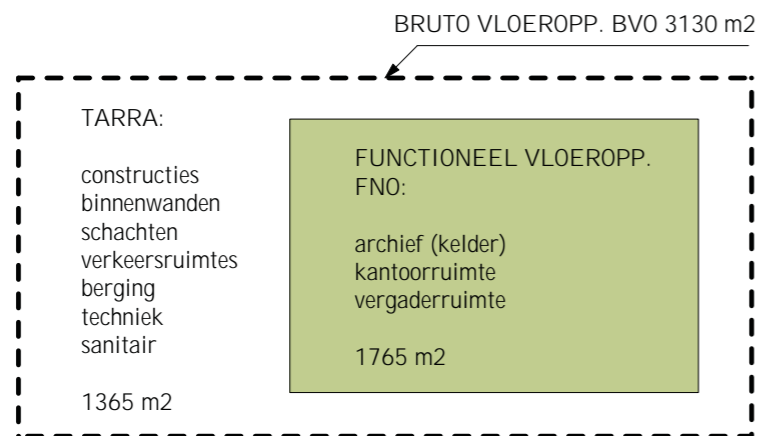 BRUTO VLOEROPP. BVO 3130 m2
TARRA:
constructies
binnenwanden
schachten
verkeersruimtes
berging
techniek
sanitair
1365 m2
FUNCTIONEEL VLOEROPP.
FNO:
archief (kelder)
kantoorruimte
vergaderruimte
1765 m2